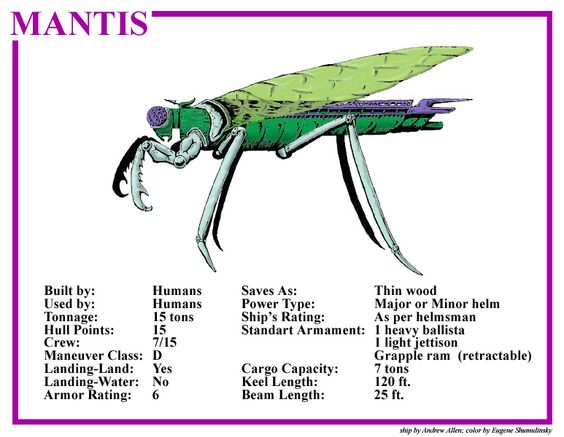 MANTIS
Built by: Humans Saves As: Thin wood
Used by: Humans Power Type: Major or Minor helm
Tonnage: 15 tons Ship's Rating: As per helmsman
Hull Points: 15 Standart Armament: 1 heavy ballista
Crew: 7/15 1 light jettison
Maneuver Class: D Grapple ram (retractable)
Landing-Land: Yes Cargo Capacity: 7 tons
Landing-Water: No Keel Length: 120 ft.
Armor Rating: 6 Beam Length: 25 ft.
ship by Andrew Allen; color by Eugene Shumulinsky